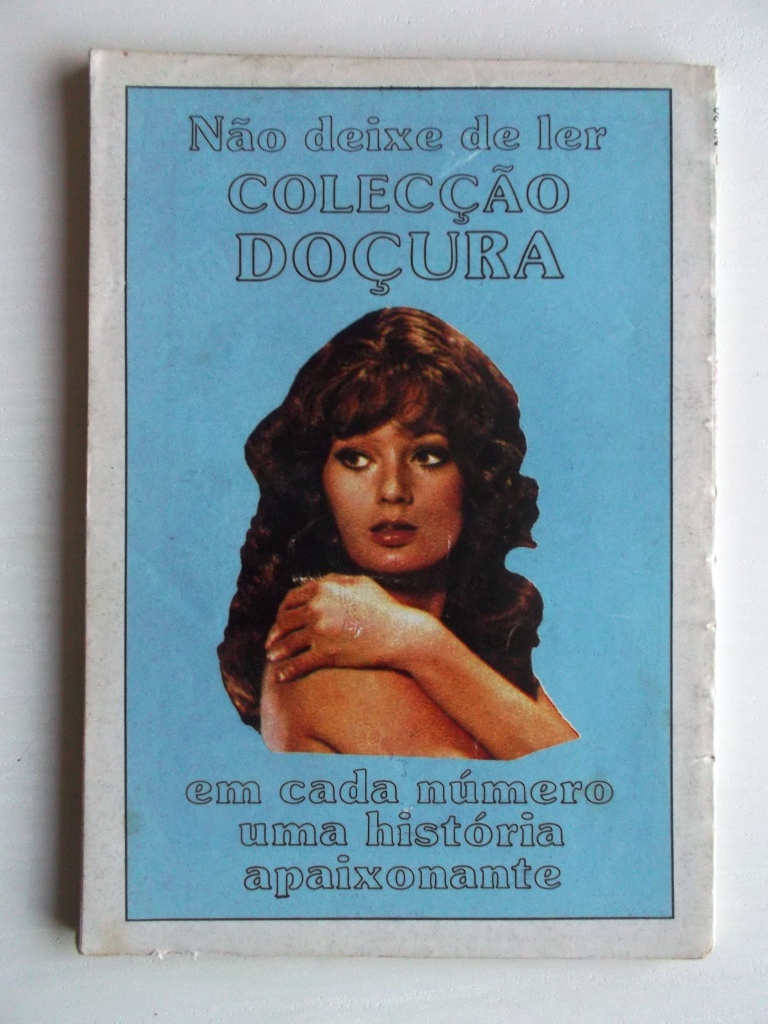 Não deixe de ler
COLECÇÃO
DOÇURA
em cada número
uma história
apaixonante